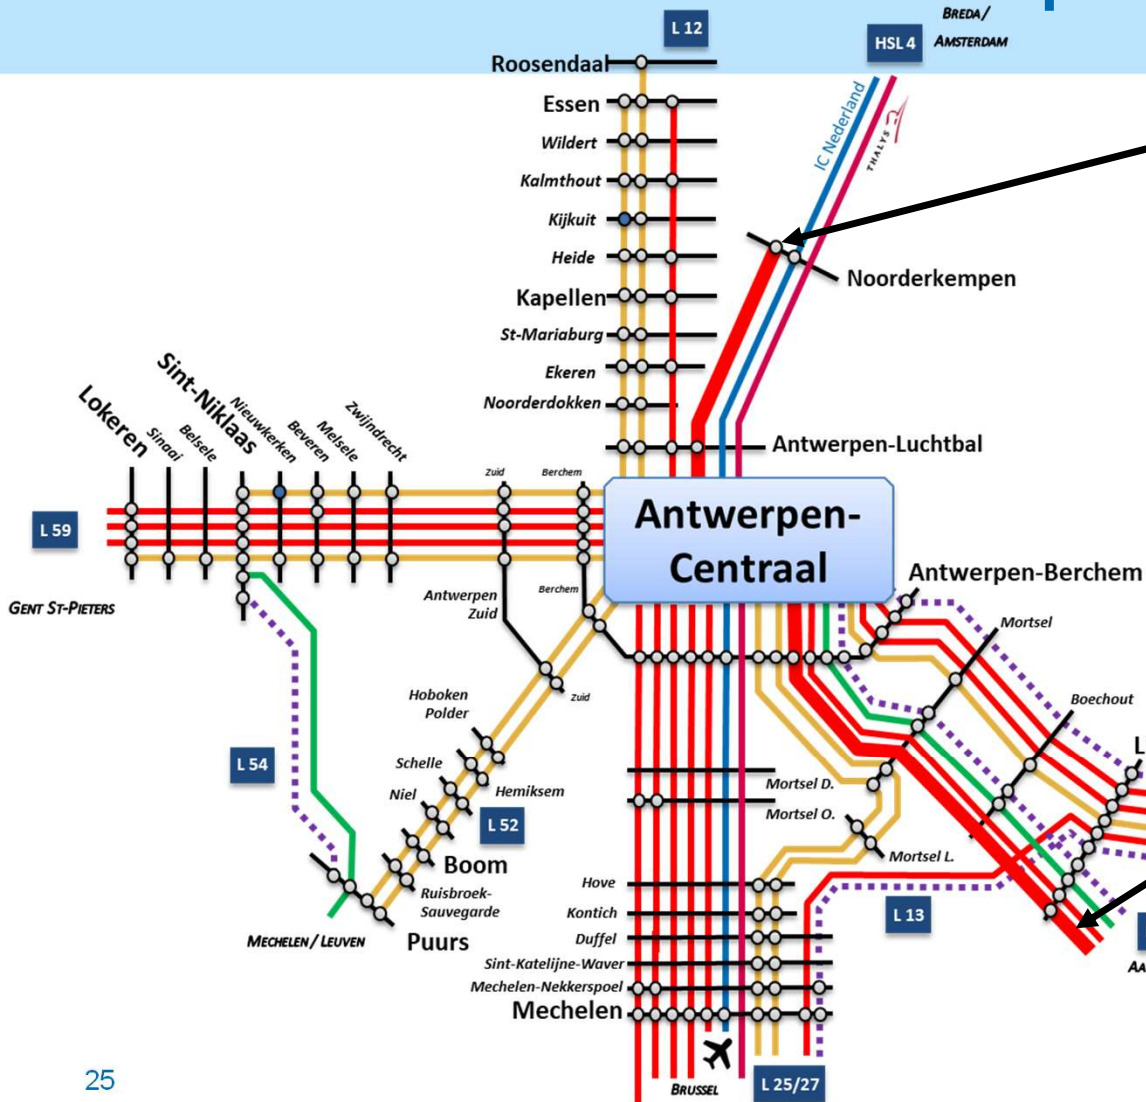 BREDA/
AMSTERDAM
L 12
HSL 4
Roosendaal
Essen
Wildert
Kalmthout
Kijkuit
Heide
Kapellen
St-Mariaburg
Ekeren
Noorderdokken
IC Nederland
THALYS
Noorderkempen
Antwerpen-Luchtbal
Lokeren
Sinaai
Belsele
Sint-Niklaas
Nieuwkerken
Beveren
Melsele
Zwijndrecht
Zuid
Berchem
L 59
GENT ST-PIETERS
Antwerpen-
Centraal
Antwerpen-Berchem
Antwerpen
Zuid
Berchem
Zuid
Mortsel
Boechout
L
Hoboken
Polder
Schelle
Niel
Hemiksem
L 54
L 52
Boom
Ruisbroek-
Sauvegarde
Puurs
MECHELEN / LEUVEN
Mortsel D.
Mortsel O.
Mortsel L.
Hove
Kontich
Duffel
Sint-Katelijne-Waver
Mechelen-Nekkerspoel
Mechelen
L 13
AA
BRUSSEL
L 25/27
25